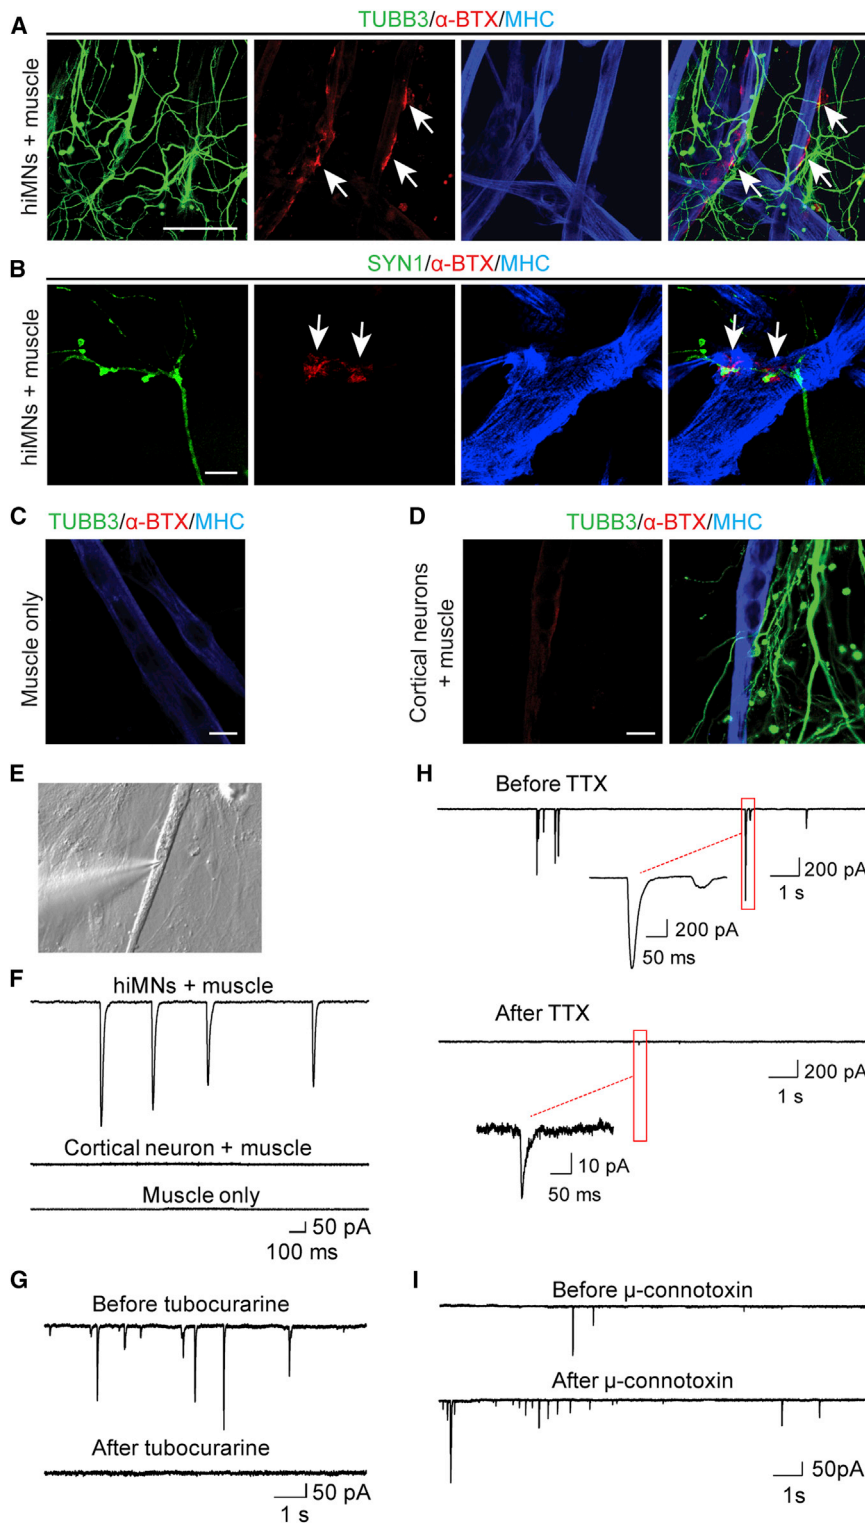 A
TUBB3/α-BTX/MHC
hiMNs + muscle
B
SYN1/α-BTX/MHC
hiMNs + muscle
C
TUBB3/α-BTX/MHC
Muscle only
D
TUBB3/α-BTX/MHC
Cortical neurons
+ muscle
E
F
hiMNs + muscle
Cortical neuron + muscle
Muscle only
50 pA
100 ms
G
Before tubocurarine
After tubocurarine
50 pA
1 s
H
Before TTX
200 pA
1 s
200 pA
50 ms
After TTX
200 pA
1 s
10 pA
50 ms
I
Before µ-connotoxin
After µ-connotoxin
50pA
1s